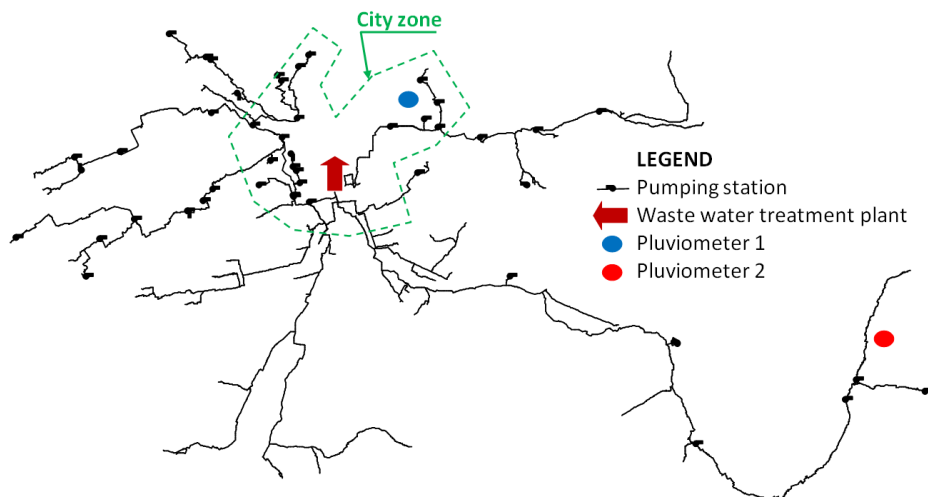 City zone
LEGEND
Pumping station
Waste water treatment plant
Pluviometer 1
Pluviometer 2